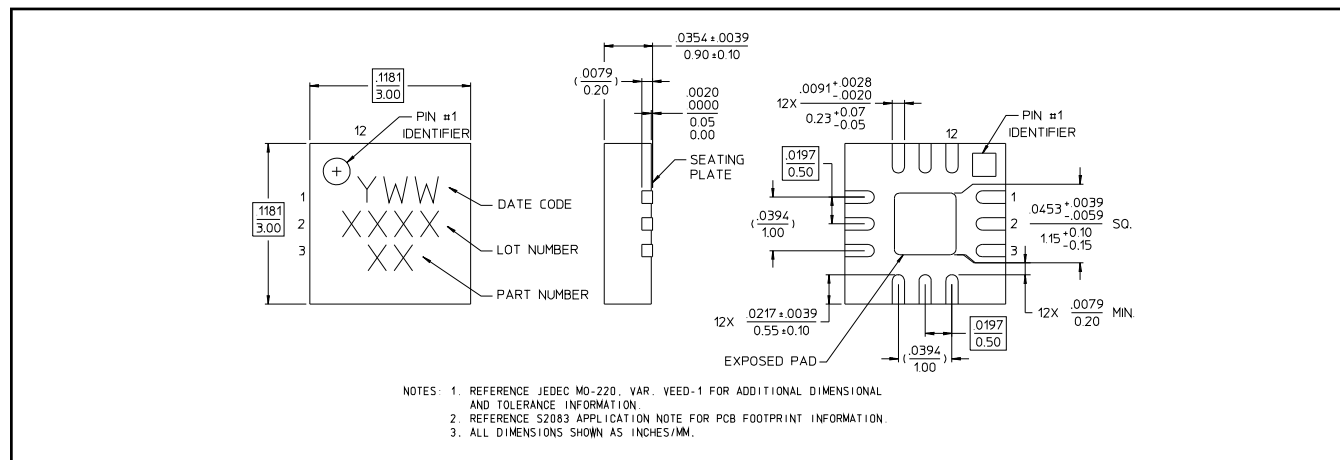 .1181
3.00
PIN #1
IDENTIFIER
12
.1181
3.00
1
2
3
YWW
XXXX
XX
DATE CODE
LOT NUMBER
PART NUMBER
.0354±.0039
0.90±0.10
(.0079
0.20)
.0020
.0000
0.05
0.00
SEATING
PLATE
12X .0091 +.0028 -.0020
0.23 +0.07 -0.05
12
PIN #1
IDENTIFIER
.0197
0.50
(.0394
1.00)
1
2
3
.0453 +.0039 -.0059 SQ.
1.15 +0.10 -0.15
12X .0217±.0039
0.55±0.10
12X .0079 MIN.
0.20
.0197
0.50
(.0394
1.00)
EXPOSED PAD
NOTES: 1. REFERENCE JEDEC MO-220, VAR. VEED-1 FOR ADDITIONAL DIMENSIONAL
AND TOLERANCE INFORMATION.
2. REFERENCE S2083 APPLICATION NOTE FOR PCB FOOTPRINT INFORMATION.
3. ALL DIMENSIONS SHOWN AS INCHES/MM.